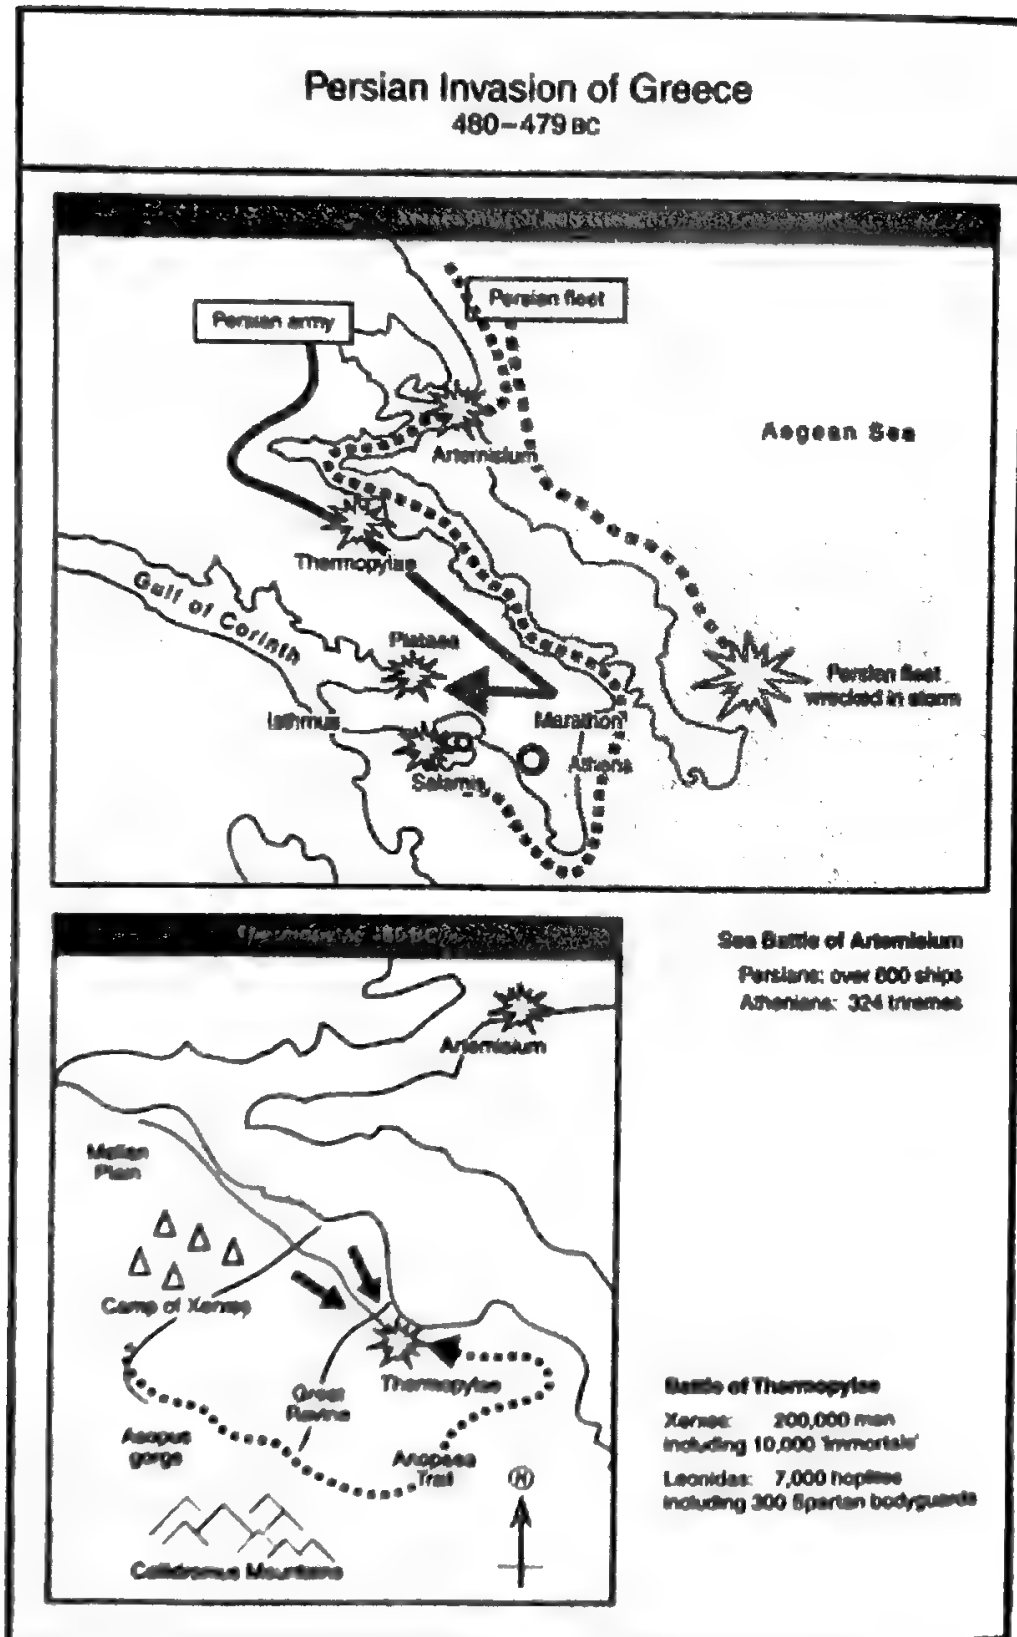 Persian Invasion of Greece
480–479 BC
Persian fleet
Persian army
Aegean Sea
Artemisium
Thermopylae
Gulf of Corinth
Plataea
Persian fleet
wrecked in storm
Isthmus
Marathon
Athens
Salamis
480 BC
Sea Battle of Artemisium
Persians: over 600 ships
Athenians: 324 triremes
Artemisium
Malian
Plain
Camp of Xerxes
Thermopylae
Great
Ravine
Asopus
gorge
Anopaea
Trail
N
Callidromus Mountains
Battle of Thermopylae
Xerxes: 200,000 men
including 10,000 'Immortals'
Leonidas: 7,000 hoplites
including 300 Spartan bodyguards